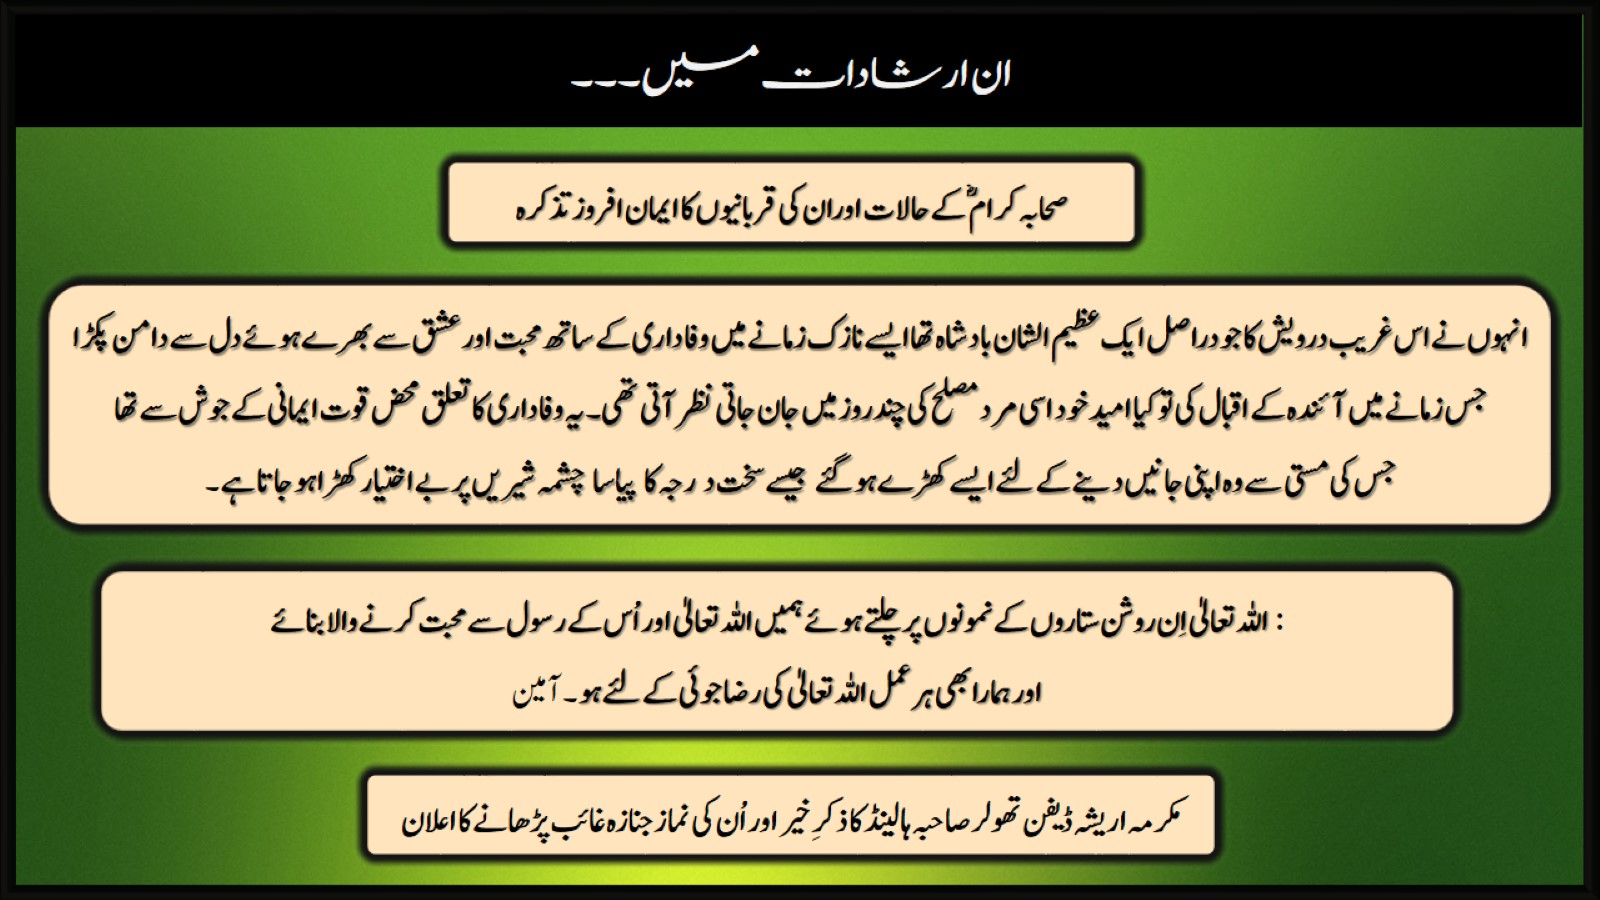 ان ارشادات میں۔۔۔
صحابہ کرامؓ کے حالات اور ان کی قربانیوں کا ایمان افروز تذکرہ
انہوں نے اس غریب درویش کا جو دراصل ایک عظیم الشان بادشاہ تھا ایسے نازک زمانے میں وفاداری کے ساتھ محبت اور عشق سے بھرے ہوئے دل سے دامن پکڑا
جس زمانے میں آئندہ کے اقبال کی تو کیا امید خود اسی مرد مصلح کی چند روز میں جان جاتی نظر آتی تھی۔ یہ وفاداری کا تعلق محض قوت ایمانی کے جوش سے تھا
جس کی مستی سے وہ اپنی جانیں دینے کے لئے ایسے کھڑے ہو گئے جیسے سخت درجہ کا پیاسا چشمہ شیریں پر بے اختیار کھڑا ہو جاتا ہے۔
: اللہ تعالیٰ اِن روشن ستاروں کے نمونوں پر چلتے ہوئے ہمیں اللہ تعالیٰ اور اُس کے رسول سے محبت کرنے والا بنائے
اور ہمارا بھی ہر عمل اللہ تعالیٰ کی رضا جوئی کے لئے ہو۔ آمین
مکرمہ اریشہ ڈیفن تھولر صاحبہ ہالینڈ کا ذکرِ خیر اور اُن کی نماز جنازہ غائب پڑھانے کا اعلان